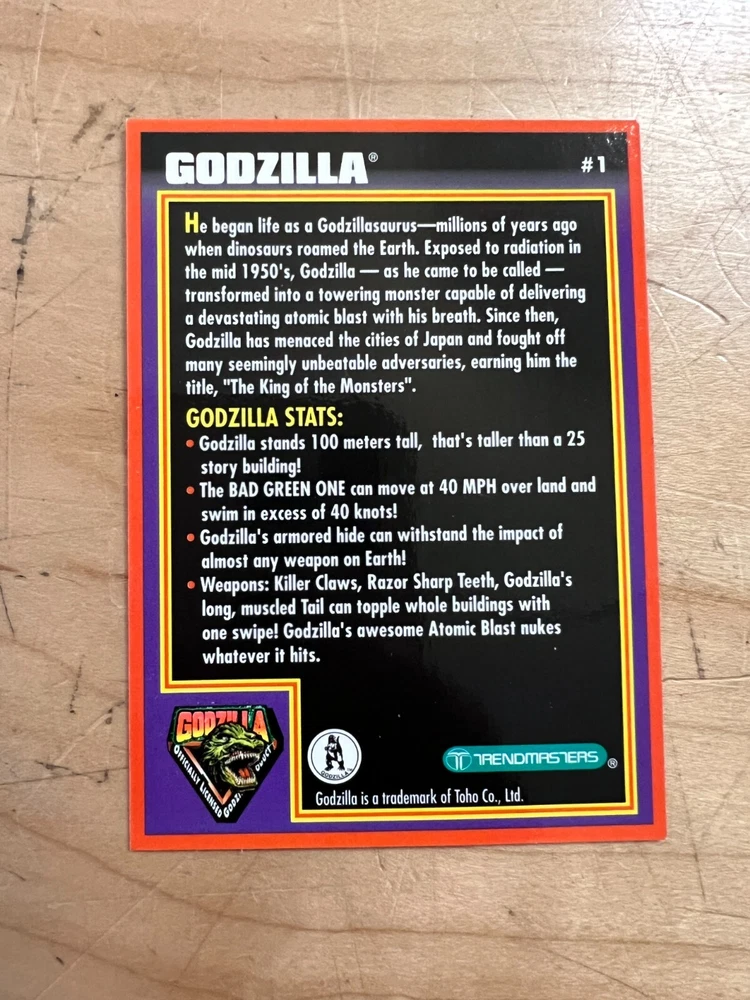 GODZILLA®
#1
He began life as a Godzillasaurus—millions of years ago
when dinosaurs roamed the Earth. Exposed to radiation in
the mid 1950's, Godzilla — as he came to be called —
transformed into a towering monster capable of delivering
a devastating atomic blast with his breath. Since then,
Godzilla has menaced the cities of Japan and fought off
many seemingly unbeatable adversaries, earning him the
title, "The King of the Monsters".
GODZILLA STATS:
• Godzilla stands 100 meters tall, that's taller than a 25
story building!
• The BAD GREEN ONE can move at 40 MPH over land and
swim in excess of 40 knots!
• Godzilla's armored hide can withstand the impact of
almost any weapon on Earth!
• Weapons: Killer Claws, Razor Sharp Teeth, Godzilla's
long, muscled Tail can topple whole buildings with
one swipe! Godzilla's awesome Atomic Blast nukes
whatever it hits.
GODZILLA
OFFICIALLY LICENSED
GODZILLA
TRENDMASTERS®
Godzilla is a trademark of Toho Co., Ltd.